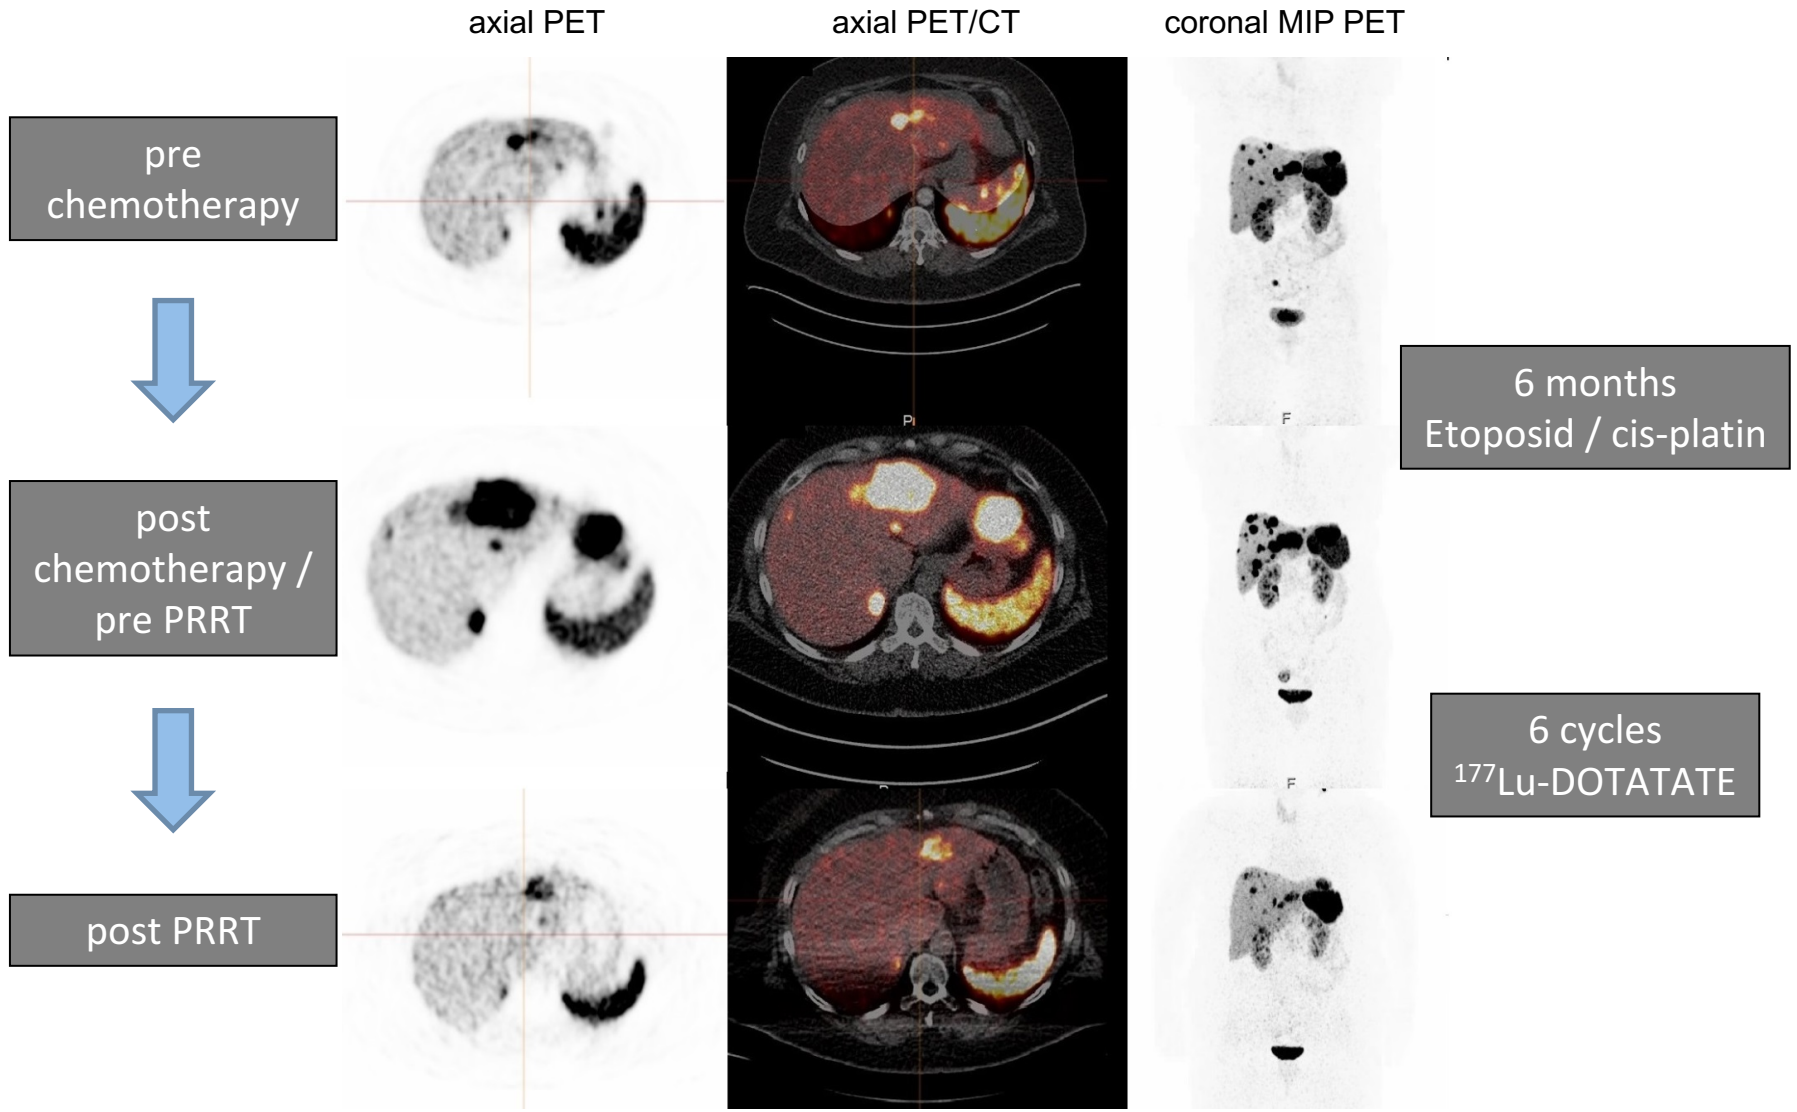 axial PET
axial PET/CT
coronal MIP PET
pre
chemotherapy
6 months
Etoposid / cis-platin
P
F
post
chemotherapy /
pre PRRT
6 cycles
¹⁷⁷Lu-DOTATATE
post PRRT